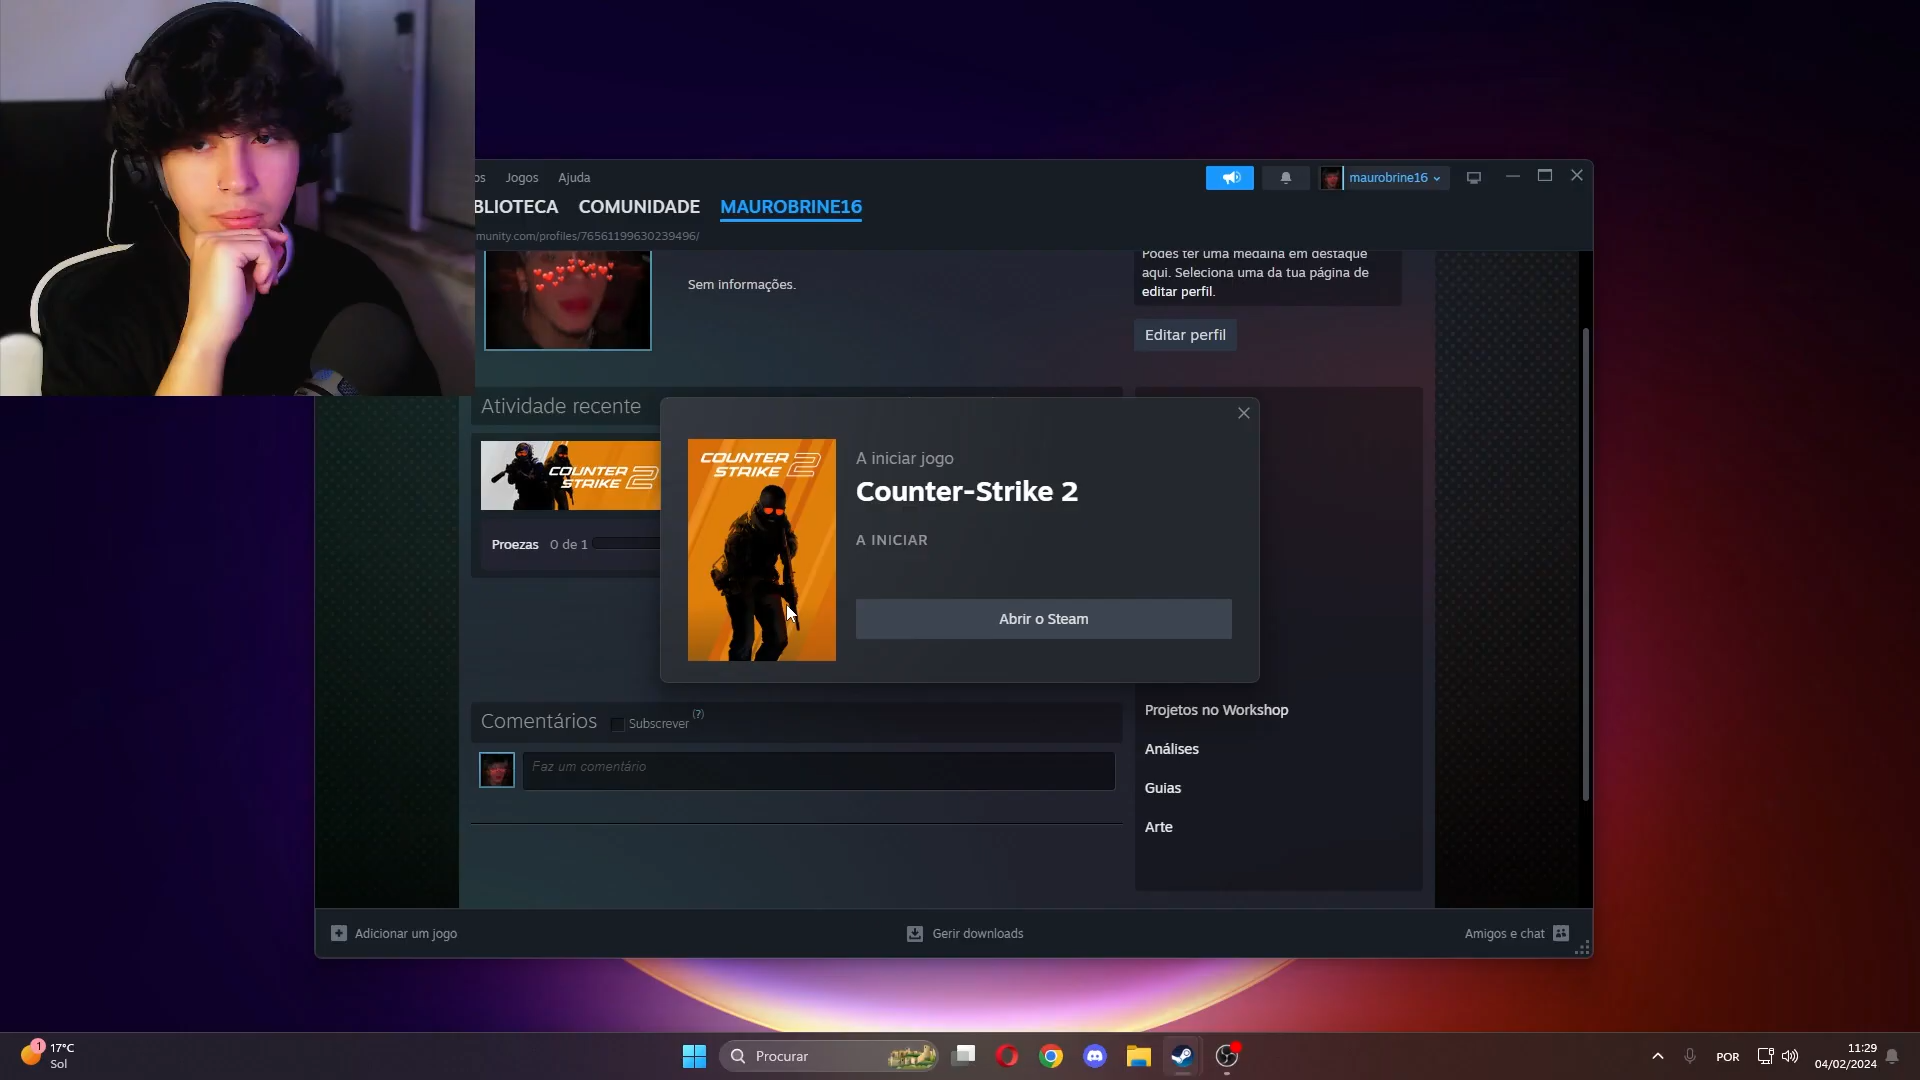 os Jogos Ajuda
maurobrine16
BLIOTECA COMUNIDADE MAUROBRINE16
munity.com/profiles/76561199630239496/
Sem informações.
Podes ter uma medalha em destaque
aqui. Seleciona uma da tua página de
editar perfil.
Editar perfil
Atividade recente
COUNTER
STRIKE 2
Proezas 0 de 1
COUNTER
STRIKE 2
A iniciar jogo
Counter-Strike 2
A INICIAR
Abrir o Steam
Comentários Subscrever (?)
Faz um comentário
Projetos no Workshop
Análises
Guias
Arte
Adicionar um jogo
Gerir downloads
Amigos e chat
1
17°C
Sol
Procurar
POR
11:29
04/02/2024